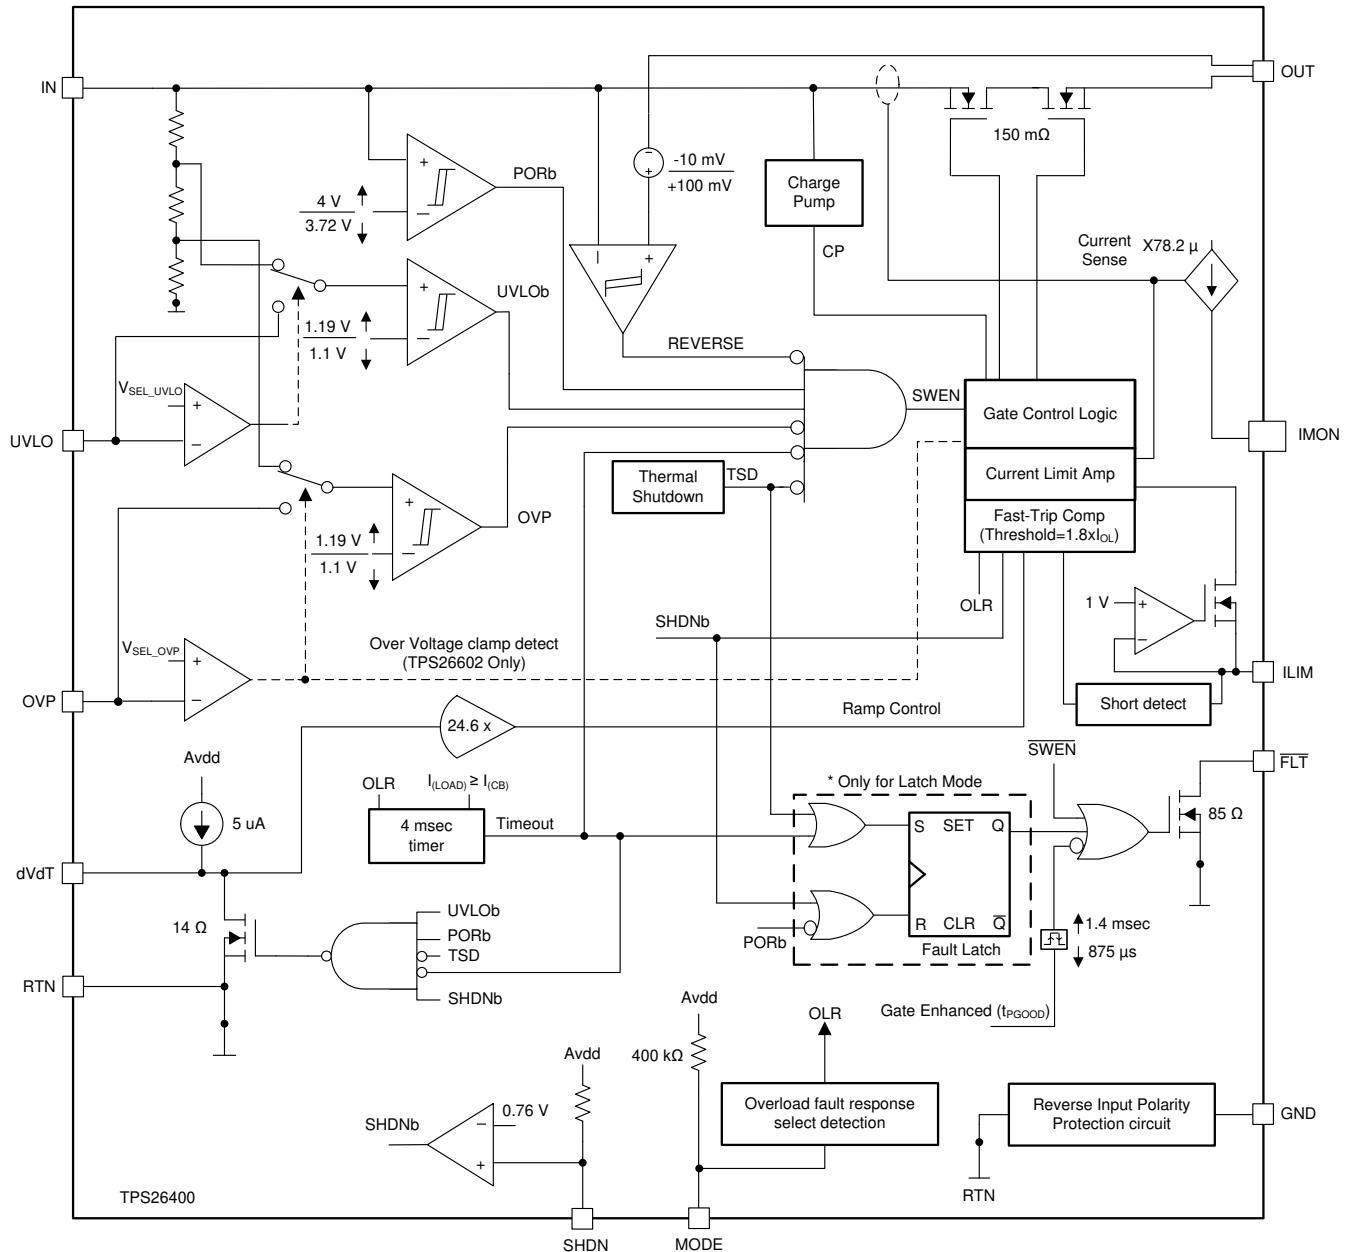 IN
OUT
150 mΩ
PORb
-10 mV
+100 mV
4 V
3.72 V
Charge
Pump
CP
Current
Sense
X78.2 µ
UVLOb
1.19 V
1.1 V
REVERSE
VSEL_UVLO
SWEN
Gate Control Logic
UVLO
IMON
Thermal
Shutdown
TSD
Current Limit Amp
OVP
Fast-Trip Comp
(Threshold=1.8xIOL)
1.19 V
1.1 V
OLR
1 V
SHDNb
VSEL_OVP
Over Voltage clamp detect
(TPS26602 Only)
ILIM
OVP
Short detect
24.6 x
Ramp Control
SWEN
FLT
Avdd
OLR
I(LOAD) ≥ I(CB)
* Only for Latch Mode
5 uA
4 msec
timer
Timeout
S SET Q
85 Ω
dVdT
14 Ω
UVLOb
PORb
TSD
SHDNb
PORb
R CLR Q
Fault Latch
1.4 msec
875 µs
RTN
Avdd
OLR
Gate Enhanced (tPGOOD)
Avdd
400 kΩ
SHDNb
0.76 V
Overload fault response
select detection
Reverse Input Polarity
Protection circuit
GND
RTN
TPS26400
SHDN
MODE
− + + − + − + − + − + − + − + − − +